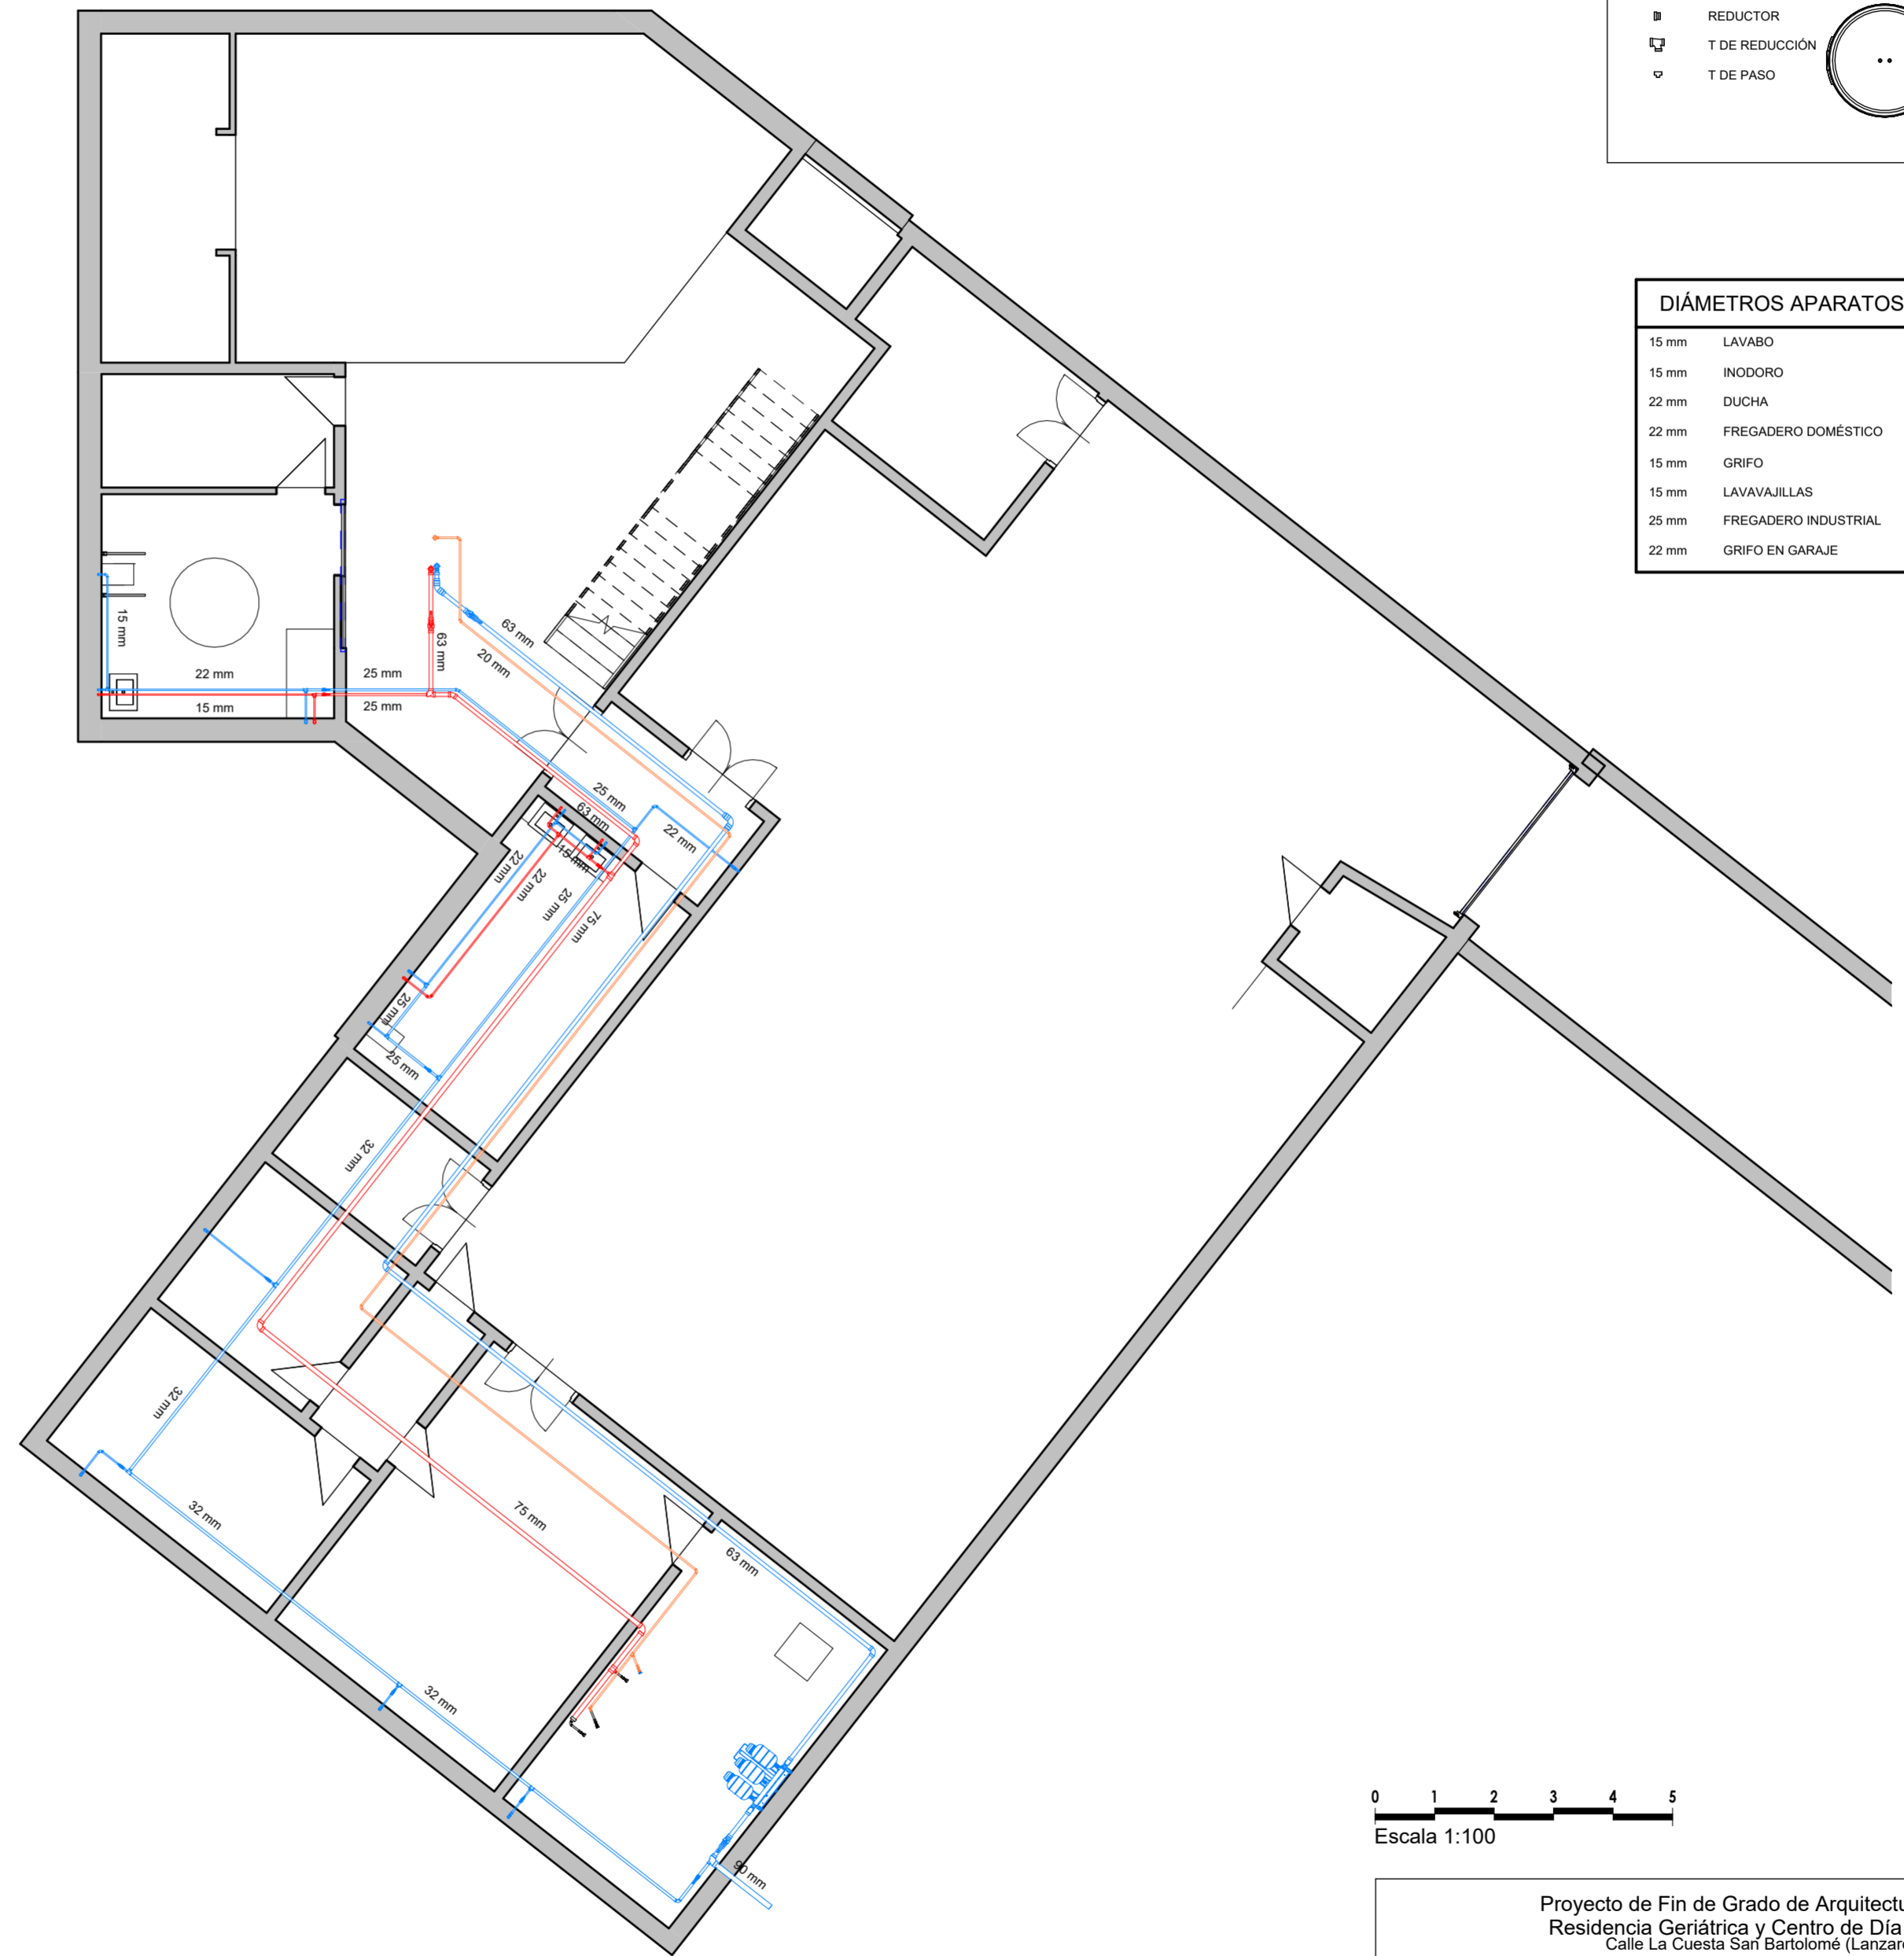 REDUCTOR
T DE REDUCCIÓN
T DE PASO
DIÁMETROS APARATOS
15 mm LAVABO
15 mm INODORO
22 mm DUCHA
22 mm FREGADERO DOMÉSTICO
15 mm GRIFO
15 mm LAVAVAJILLAS
25 mm FREGADERO INDUSTRIAL
22 mm GRIFO EN GARAJE
15 mm
63 mm
63 mm
20 mm
22 mm
25 mm
15 mm
25 mm
25 mm
63 mm
22 mm
15 mm
22 mm
22 mm
25 mm
75 mm
25 mm
25 mm
32 mm
32 mm
32 mm
75 mm
63 mm
32 mm
90 mm
0 1 2 3 4 5
Escala 1:100
Proyecto de Fin de Grado de Arquitectu
Residencia Geriátrica y Centro de Día
Calle La Cuesta San Bartolomé (Lanzaro